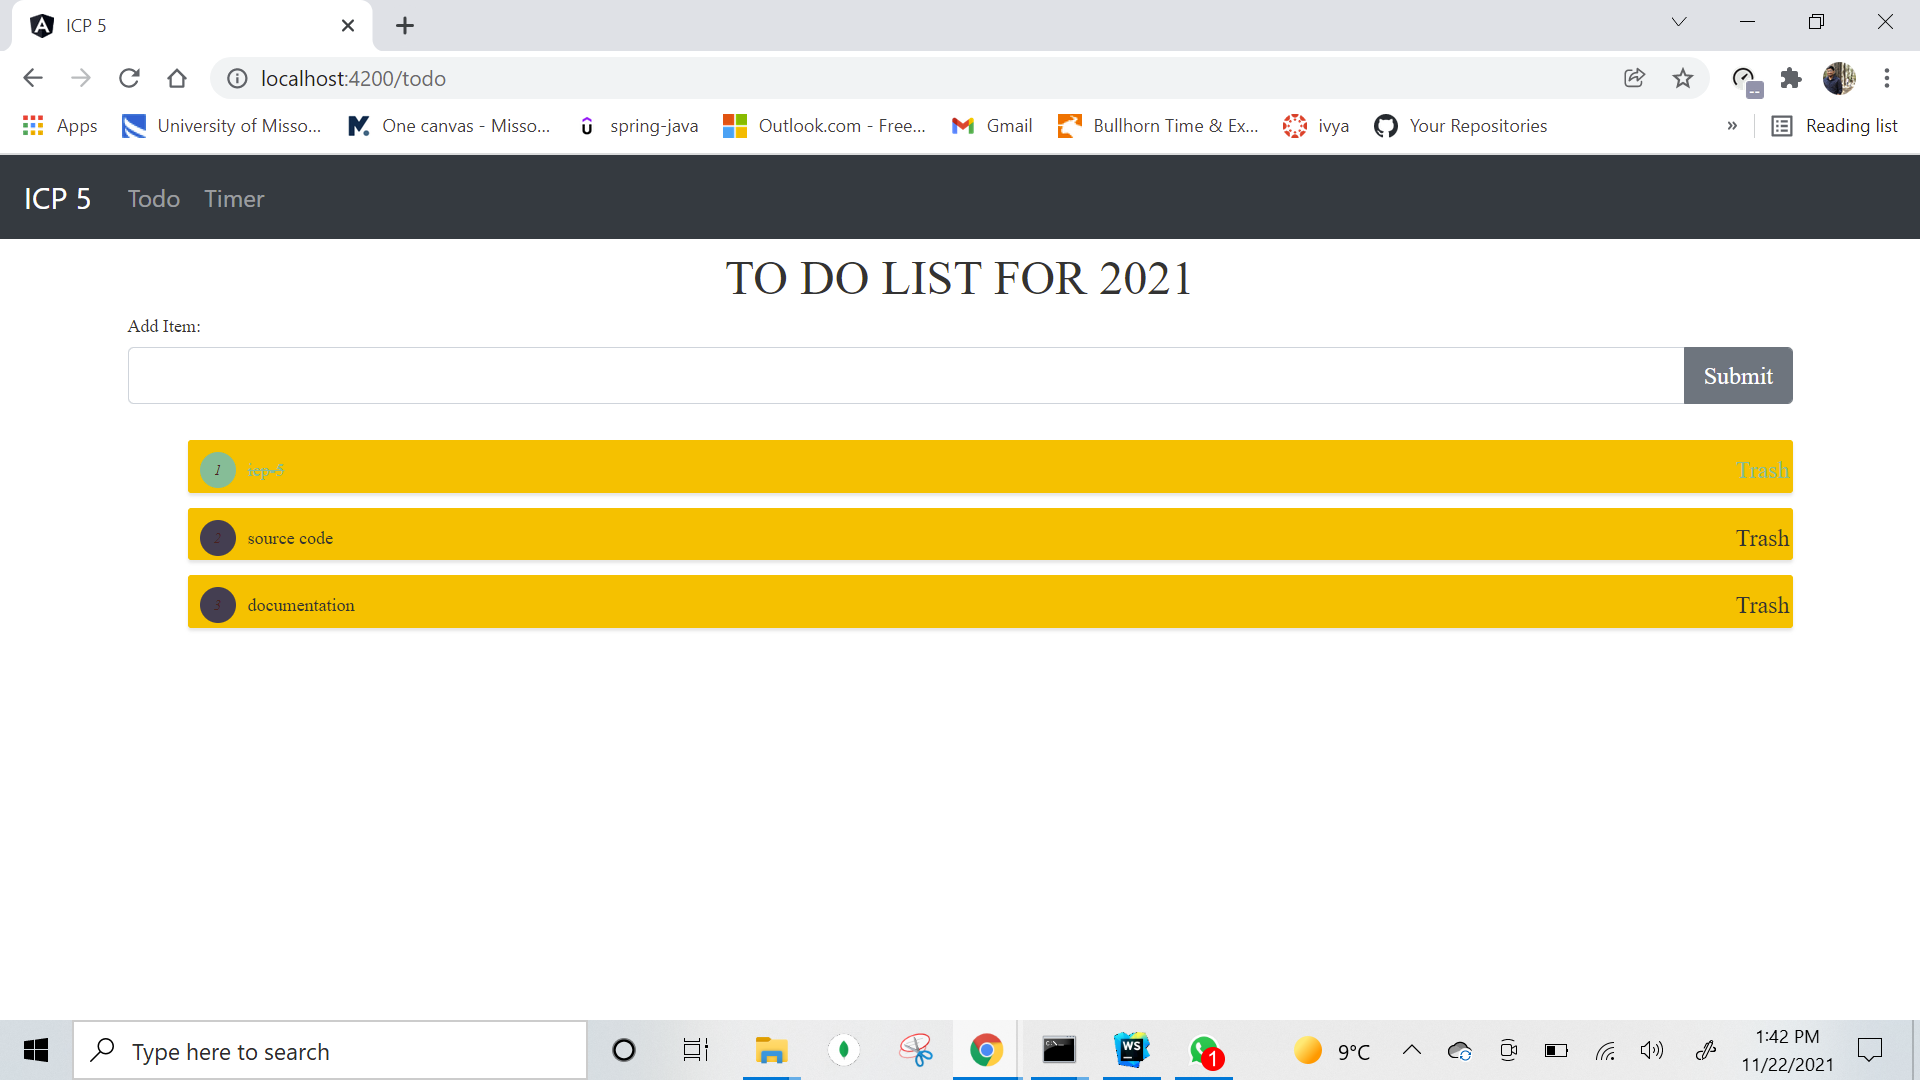 ICP 5
localhost:4200/todo
Apps University of Misso... One canvas - Misso... spring-java Outlook.com - Free... Gmail Bullhorn Time & Ex... ivya Your Repositories » Reading list
ICP 5 Todo Timer
TO DO LIST FOR 2021
Add Item:
Submit
1 icp-5 Trash
2 source code Trash
3 documentation Trash
Type here to search
WS
1
9°C
1:42 PM
11/22/2021